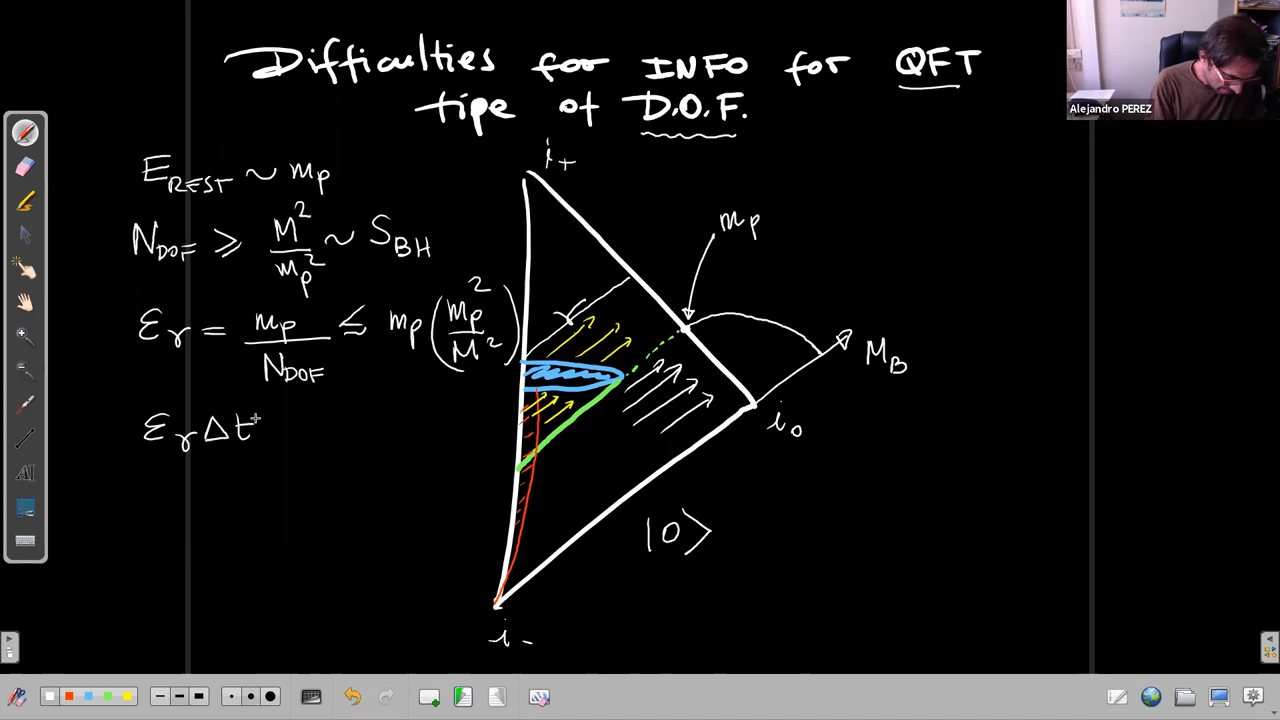 Difficulties for INFO for QFT
tipe of D.O.F.
Alejandro PEREZ
i+
E_REST ~ m_p
m_p
N_DOF ⩾ M²/m_p² ~ S_BH
ε_γ = m_p/N_DOF ≤ m_p (m_p²/M²)
M_B
i_0
ε_γ Δt
|0⟩
i-